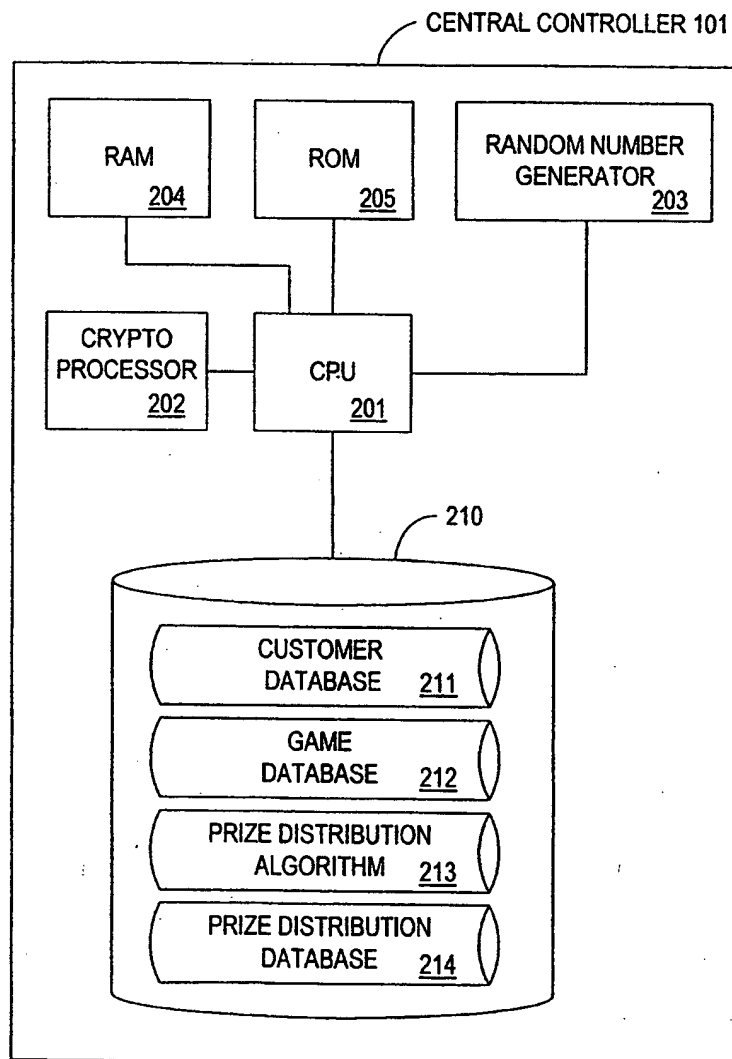 CENTRAL CONTROLLER 101
RAM
204
ROM
205
RANDOM NUMBER
GENERATOR
203
CRYPTO
PROCESSOR
202
CPU
201
210
CUSTOMER
DATABASE
211
GAME
DATABASE
212
PRIZE DISTRIBUTION
ALGORITHM
213
PRIZE DISTRIBUTION
DATABASE
214